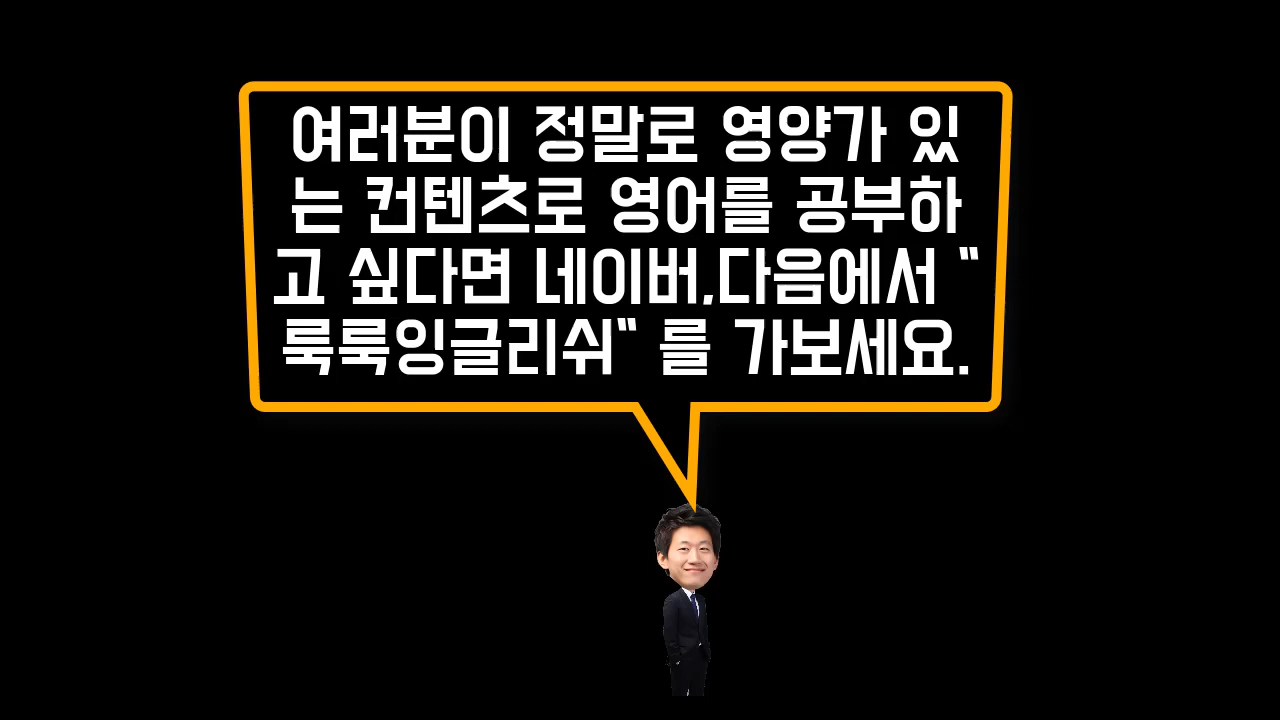 여러분이 정말로 영양가 있
는 컨텐츠로 영어를 공부하
고 싶다면 네이버,다음에서 "
룩룩잉글리쉬" 를 가보세요.